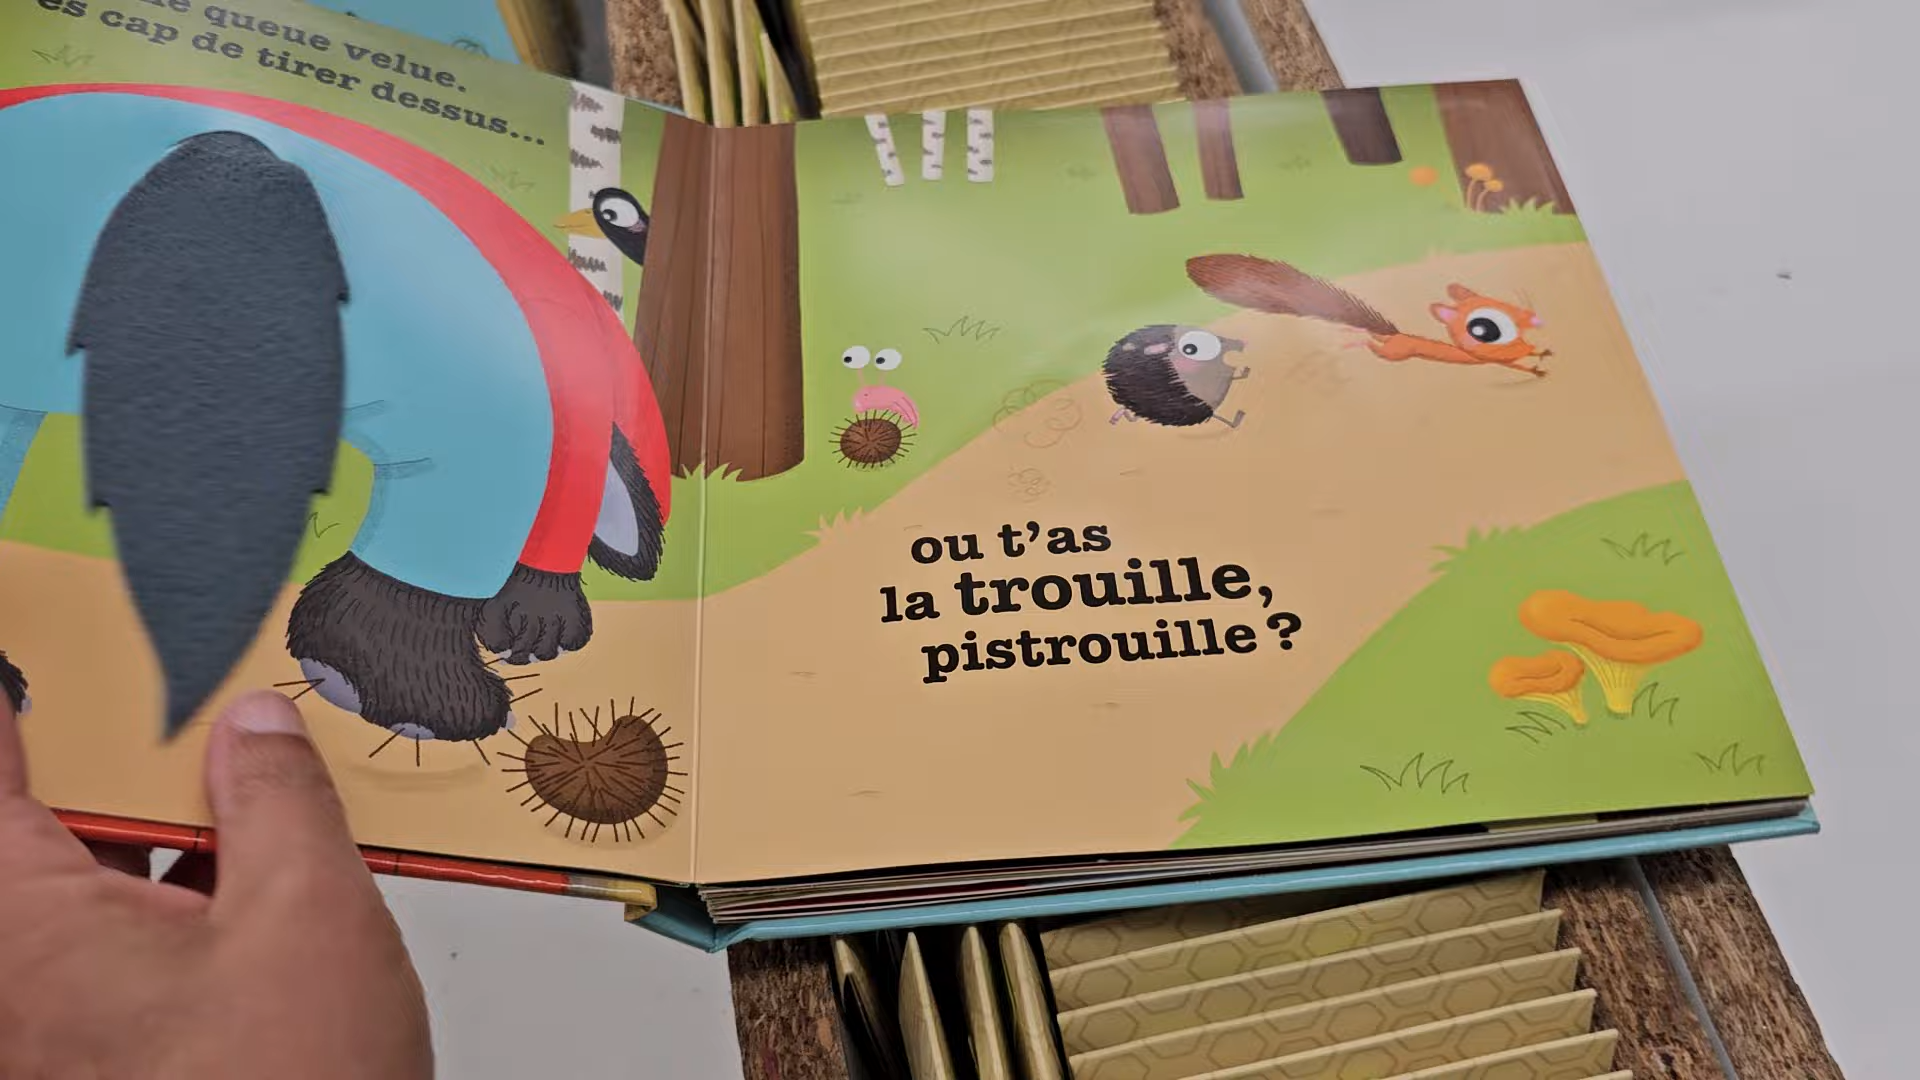 queue velue.
es cap de tirer dessus...
ou t'as
la trouille,
pistrouille ?